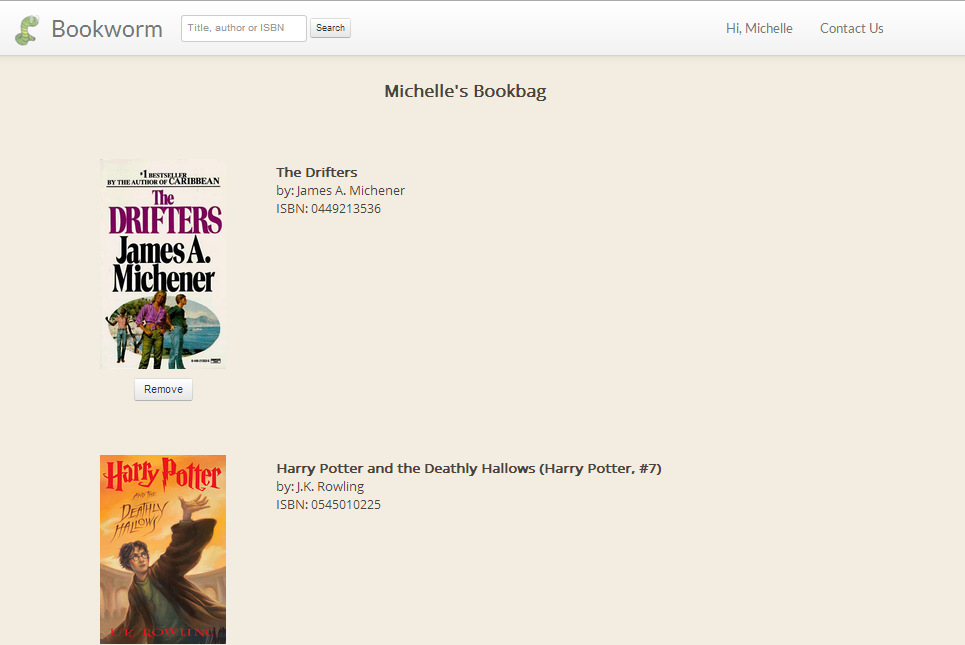 Bookworm
Title, author or ISBN
Search
Hi, Michelle
Contact Us
Michelle's Bookbag
#1 BESTSELLER
BY THE AUTHOR OF CARIBBEAN
The
DRIFTERS
James A.
Michener
Remove
The Drifters
by: James A. Michener
ISBN: 0449213536
Harry Potter
AND THE
DEATHLY
HALLOWS
J. K. ROWLING
Harry Potter and the Deathly Hallows (Harry Potter, #7)
by: J.K. Rowling
ISBN: 0545010225